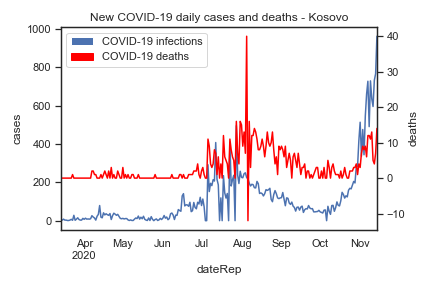 New COVID-19 daily cases and deaths - Kosovo
COVID-19 infections
COVID-19 deaths
1000
800
600
400
200
0
cases
40
30
20
10
0
−10
deaths
Apr
2020
May
Jun
Jul
Aug
Sep
Oct
Nov
dateRep